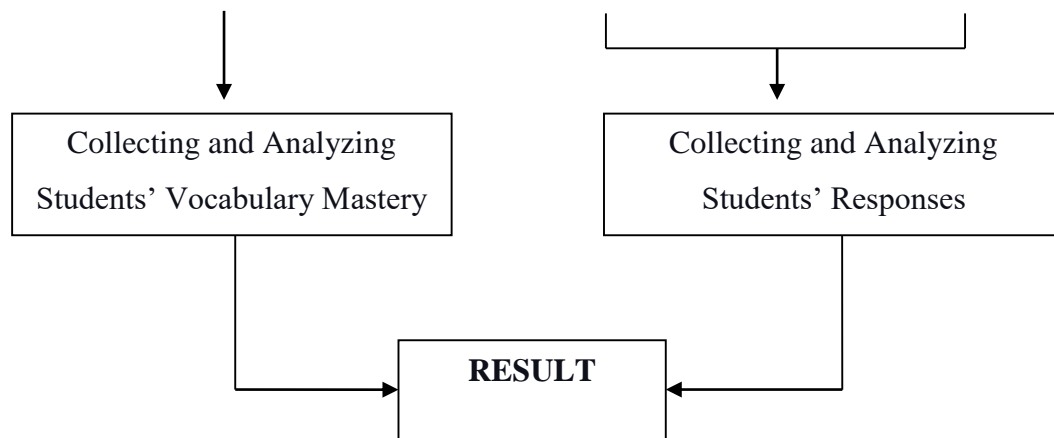 Collecting and Analyzing
Students’ Vocabulary Mastery
Collecting and Analyzing
Students’ Responses
RESULT